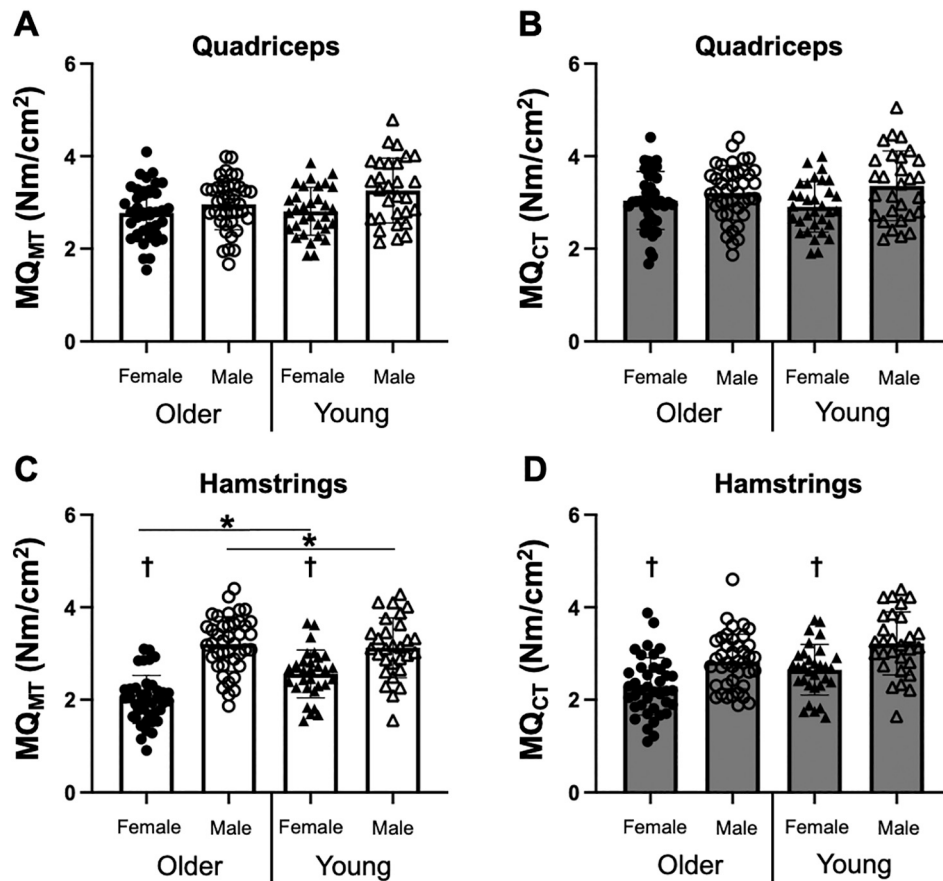 A
Quadriceps
MQMT (Nm/cm2)
6
4
2
0
Female Male Female Male
Older Young
B
Quadriceps
MQCT (Nm/cm2)
6
4
2
0
Female Male Female Male
Older Young
C
Hamstrings
MQMT (Nm/cm2)
6
4
2
0
*
*
† †
Female Male Female Male
Older Young
D
Hamstrings
MQCT (Nm/cm2)
6
4
2
0
† †
Female Male Female Male
Older Young